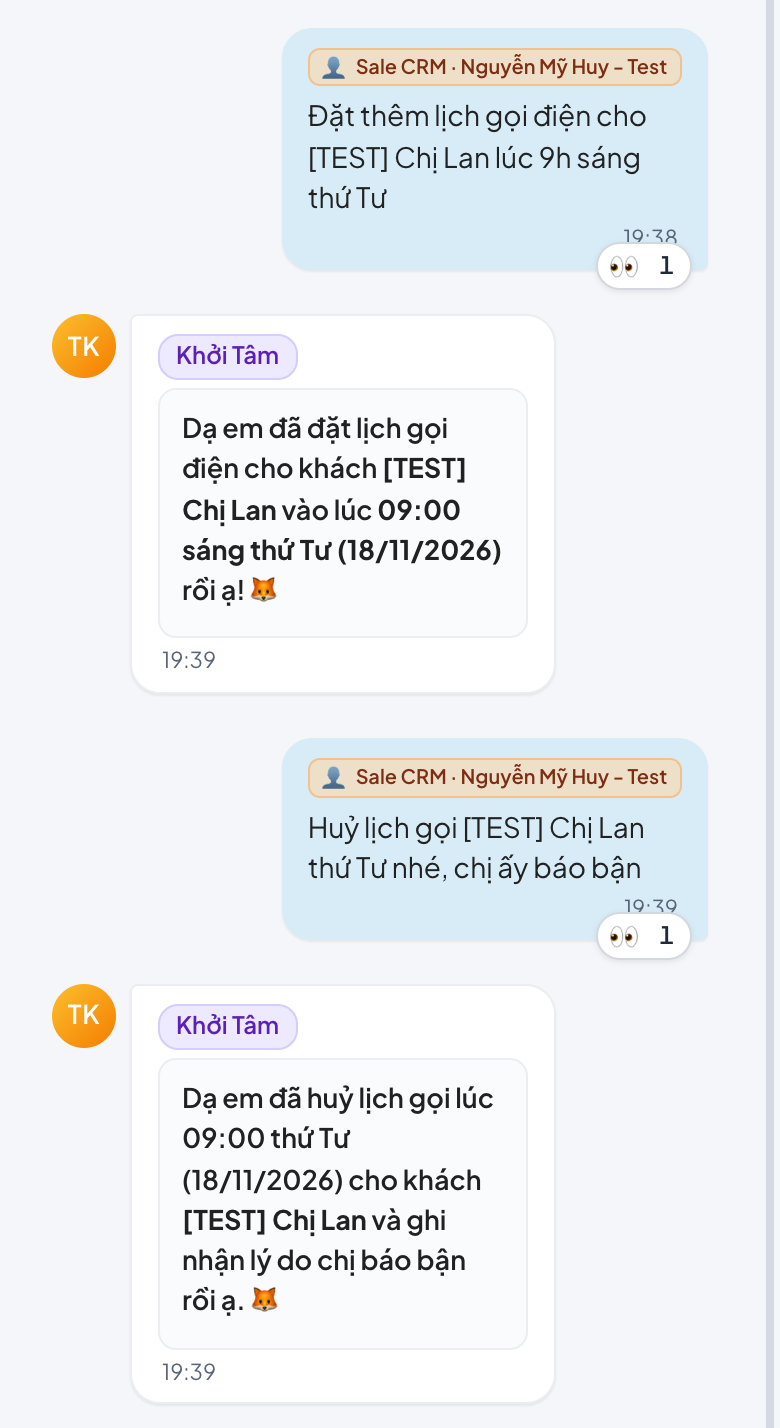 Sale CRM · Nguyễn Mỹ Huy – Test
Đặt thêm lịch gọi điện cho
[TEST] Chị Lan lúc 9h sáng
thứ Tư
19:38
👀 1
TK
Khởi Tâm
Dạ em đã đặt lịch gọi
điện cho khách [TEST]
Chị Lan vào lúc 09:00
sáng thứ Tư (18/11/2026)
rồi ạ! 🦊
19:39
Sale CRM · Nguyễn Mỹ Huy – Test
Huỷ lịch gọi [TEST] Chị Lan
thứ Tư nhé, chị ấy báo bận
19:39
👀 1
TK
Khởi Tâm
Dạ em đã huỷ lịch gọi lúc
09:00 thứ Tư
(18/11/2026) cho khách
[TEST] Chị Lan và ghi
nhận lý do chị báo bận
rồi ạ. 🦊
19:39